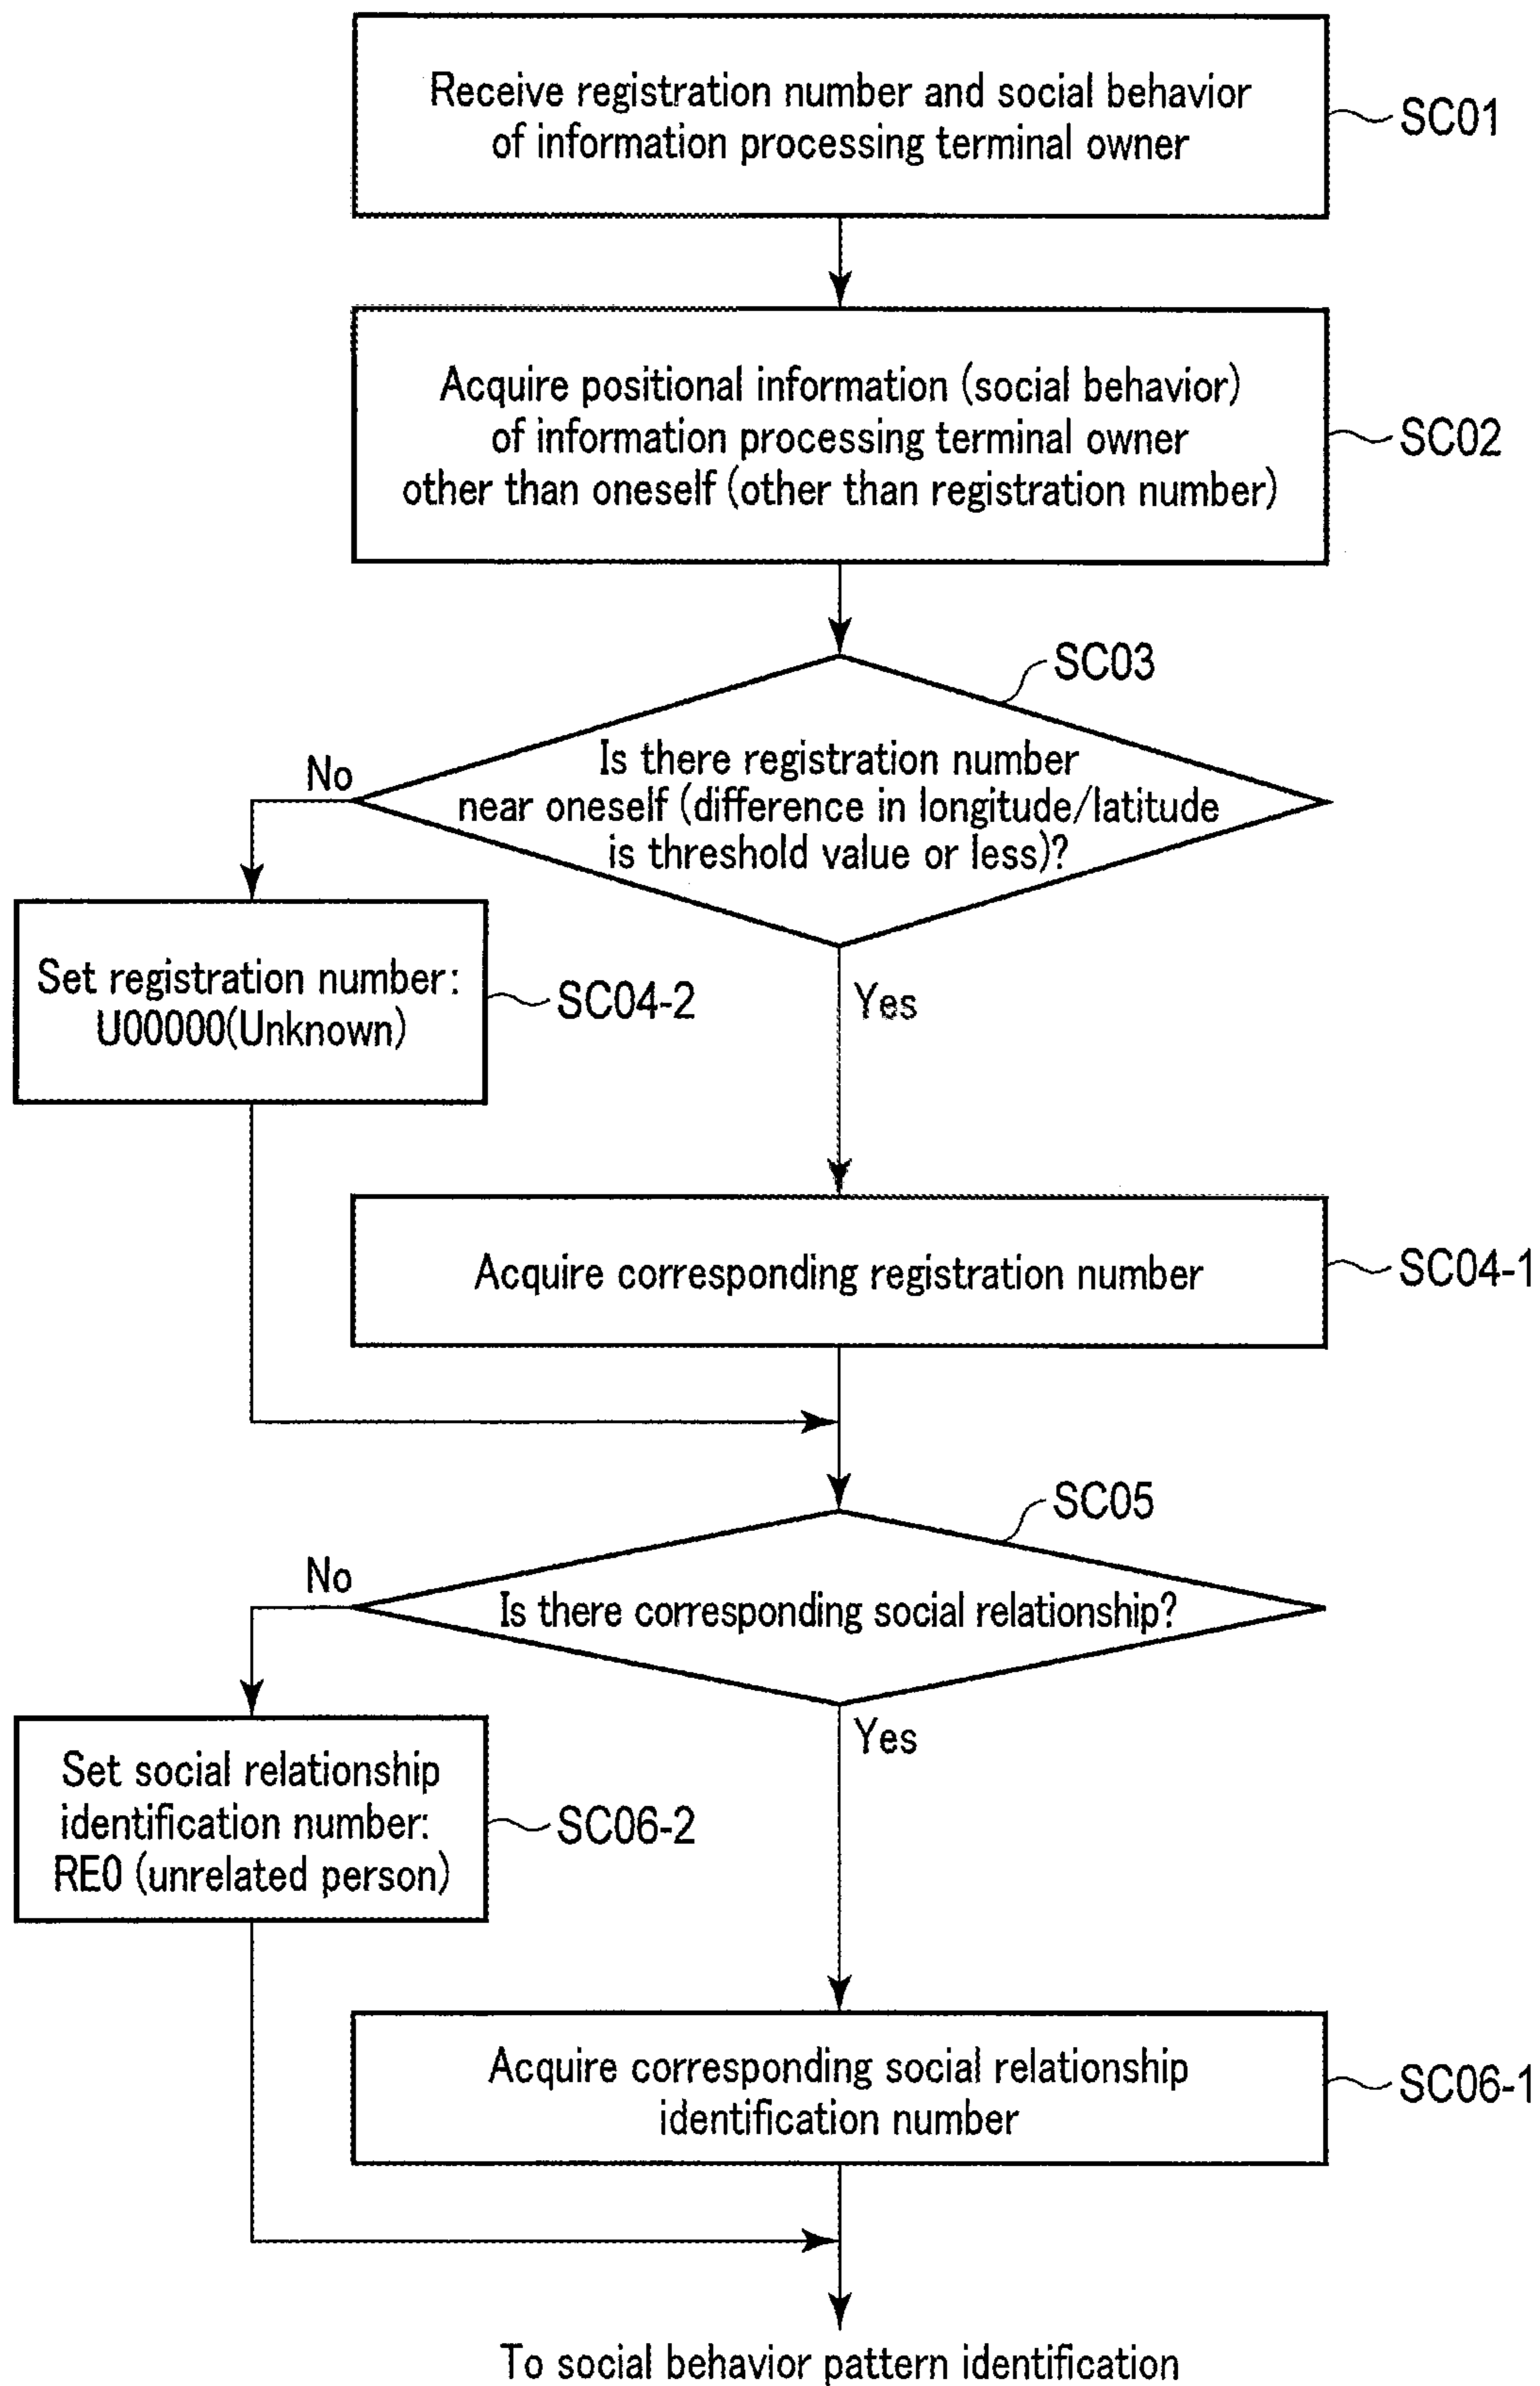 Receive registration number and social behavior
of information processing terminal owner
SC01
Acquire positional information (social behavior)
of information processing terminal owner
other than oneself (other than registration number)
SC02
SC03
Is there registration number
near oneself (difference in longitude/latitude
is threshold value or less)?
No
Yes
Set registration number:
U00000(Unknown)
SC04-2
Acquire corresponding registration number
SC04-1
SC05
Is there corresponding social relationship?
No
Yes
Set social relationship
identification number:
RE0 (unrelated person)
SC06-2
Acquire corresponding social relationship
identification number
SC06-1
To social behavior pattern identification